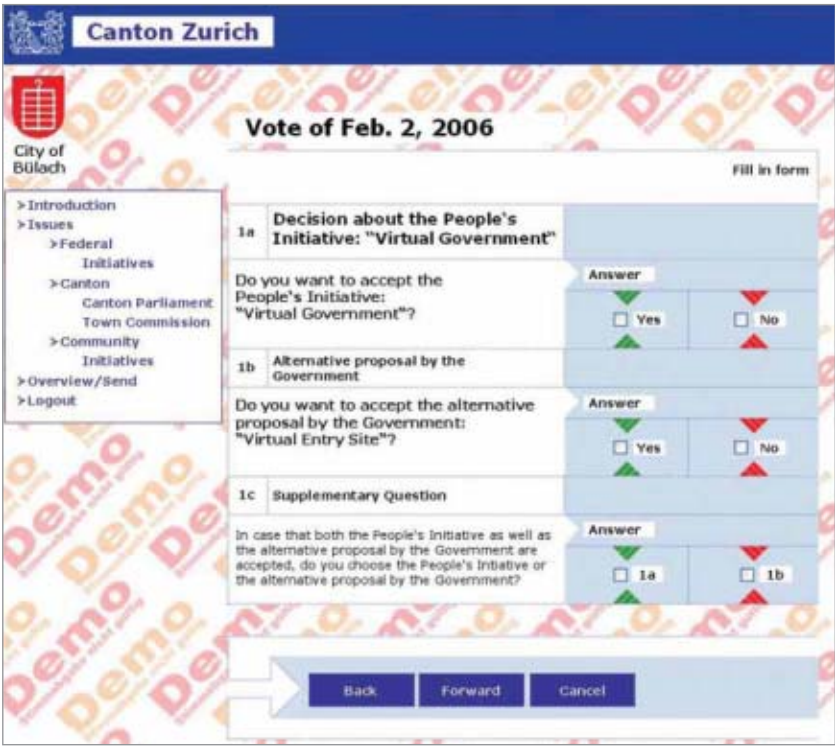 Canton Zurich
City of
Bülach
Vote of Feb. 2, 2006
Fill in form
>Introduction
>Issues
>Federal
Initiatives
>Canton
Canton Parliament
Town Commission
>Community
Initiatives
>Overview/Send
>Logout
1a Decision about the People's
Initiative: "Virtual Government"
Do you want to accept the
People's Initiative:
"Virtual Government"?
Answer
Yes No
1b Alternative proposal by the
Government
Do you want to accept the alternative
proposal by the Government:
"Virtual Entry Site"?
Answer
Yes No
1c Supplementary Question
In case that both the People's Initiative as well as
the alternative proposal by the Government are
accepted, do you choose the People's Intiative or
the alternative proposal by the Government?
Answer
1a 1b
Back Forward Cancel
Demo